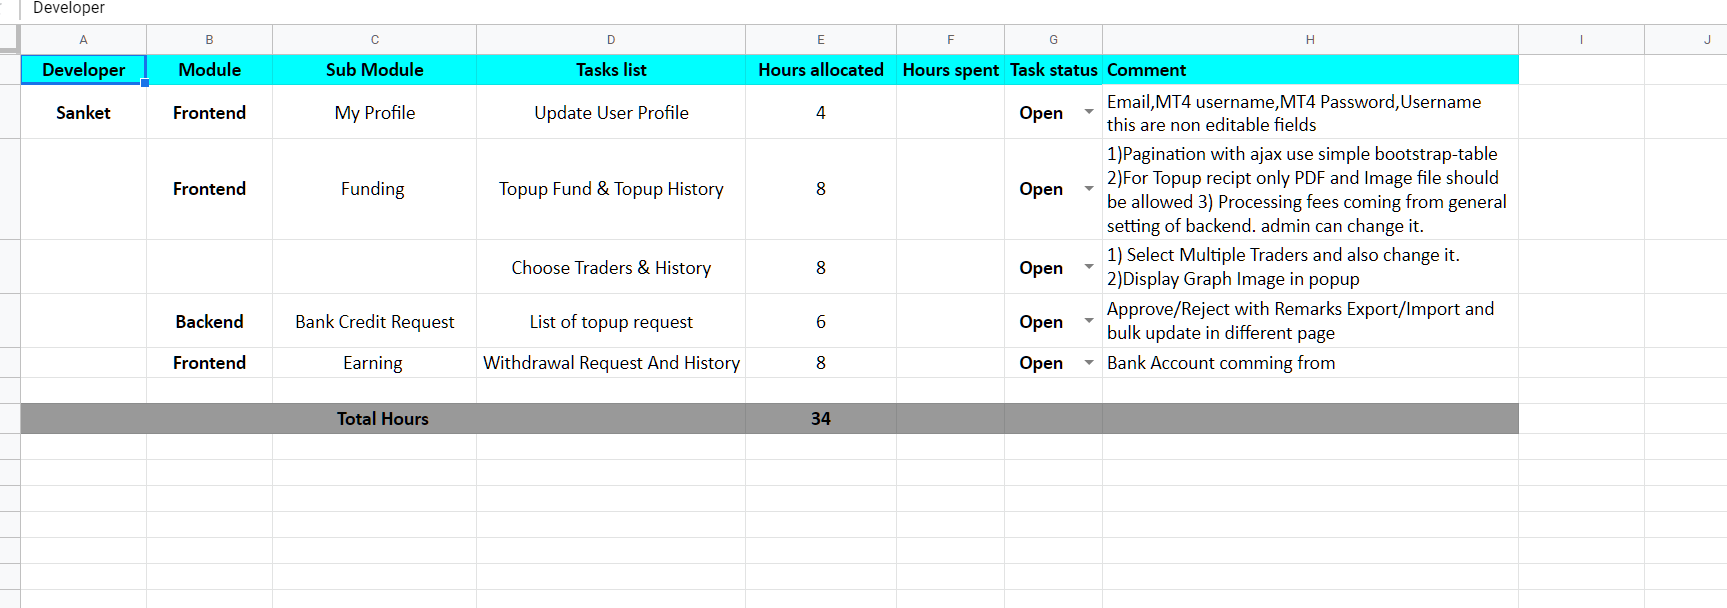 Developer
A B C D E F G H I J
Developer Module Sub Module Tasks list Hours allocated Hours spent Task status Comment
Sanket Frontend My Profile Update User Profile 4 Open Email,MT4 username,MT4 Password,Username
this are non editable fields
Frontend Funding Topup Fund & Topup History 8 Open 1)Pagination with ajax use simple bootstrap-table
2)For Topup recipt only PDF and Image file should
be allowed 3) Processing fees coming from general
setting of backend. admin can change it.
Choose Traders & History 8 Open 1) Select Multiple Traders and also change it.
2)Display Graph Image in popup
Backend Bank Credit Request List of topup request 6 Open Approve/Reject with Remarks Export/Import and
bulk update in different page
Frontend Earning Withdrawal Request And History 8 Open Bank Account comming from
Total Hours 34